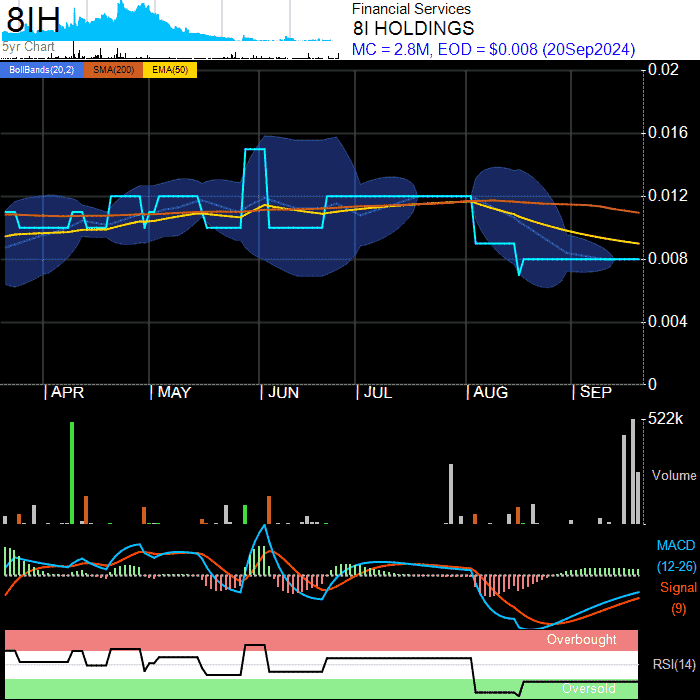 8IH
5yr Chart
Financial Services
8I HOLDINGS
MC = 2.8M, EOD = $0.008 (20Sep2024)
BollBands(20,2) SMA(200) EMA(50)
0.02
0.016
0.012
0.008
0.004
0
APR MAY JUN JUL AUG SEP
522k
Volume
MACD
(12-26)
Signal
(9)
Overbought
RSI(14)
Oversold